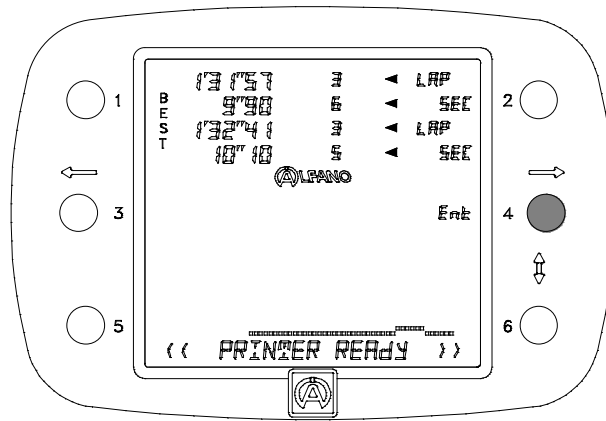 1'31"57 3 ◄ LAP
9"90 6 ◄ SEC
1'32"41 3 ◄ LAP
10"10 5 ◄ SEC
BEST
ALFANO
Ent
<< PRINTER READY >>
1
2
3
4
5
6